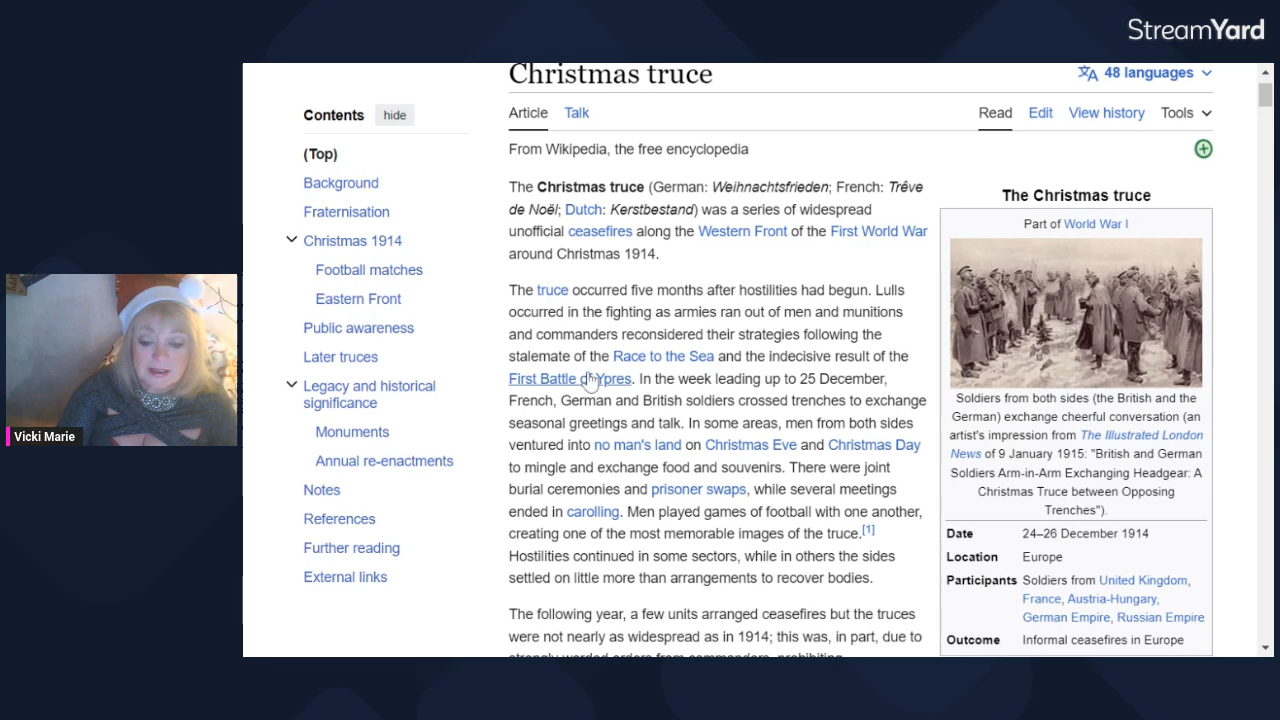 StreamYard
Christmas truce
48 languages
Contents hide
(Top)
Background
Fraternisation
Christmas 1914
Football matches
Eastern Front
Public awareness
Later truces
Legacy and historical
significance
Monuments
Annual re-enactments
Notes
References
Further reading
External links
Article Talk Read Edit View history Tools
From Wikipedia, the free encyclopedia
The Christmas truce (German: Weihnachtsfrieden; French: Trêve
de Noël; Dutch: Kerstbestand) was a series of widespread
unofficial ceasefires along the Western Front of the First World War
around Christmas 1914.
The truce occurred five months after hostilities had begun. Lulls
occurred in the fighting as armies ran out of men and munitions
and commanders reconsidered their strategies following the
stalemate of the Race to the Sea and the indecisive result of the
First Battle of Ypres. In the week leading up to 25 December,
French, German and British soldiers crossed trenches to exchange
seasonal greetings and talk. In some areas, men from both sides
ventured into no man's land on Christmas Eve and Christmas Day
to mingle and exchange food and souvenirs. There were joint
burial ceremonies and prisoner swaps, while several meetings
ended in carolling. Men played games of football with one another,
creating one of the most memorable images of the truce.[1]
Hostilities continued in some sectors, while in others the sides
settled on little more than arrangements to recover bodies.
The following year, a few units arranged ceasefires but the truces
were not nearly as widespread as in 1914; this was, in part, due to
strongly worded orders from commanders, prohibiting
The Christmas truce
Part of World War I
Soldiers from both sides (the British and the
German) exchange cheerful conversation (an
artist's impression from The Illustrated London
News of 9 January 1915: "British and German
Soldiers Arm-in-Arm Exchanging Headgear: A
Christmas Truce between Opposing
Trenches").
Date 24–26 December 1914
Location Europe
Participants Soldiers from United Kingdom,
France, Austria-Hungary,
German Empire, Russian Empire
Outcome Informal ceasefires in Europe
Vicki Marie